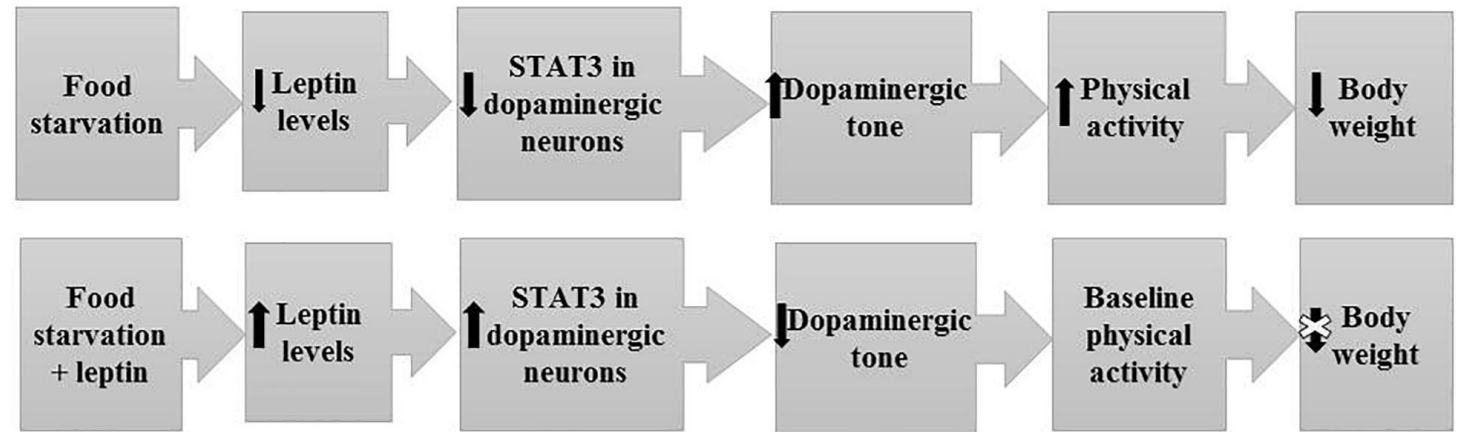 Food
starvation
Leptin
levels
STAT3 in
dopaminergic
neurons
Dopaminergic
tone
Physical
activity
Body
weight
Food
starvation
+ leptin
Leptin
levels
STAT3 in
dopaminergic
neurons
Dopaminergic
tone
Baseline
physical
activity
Body
weight